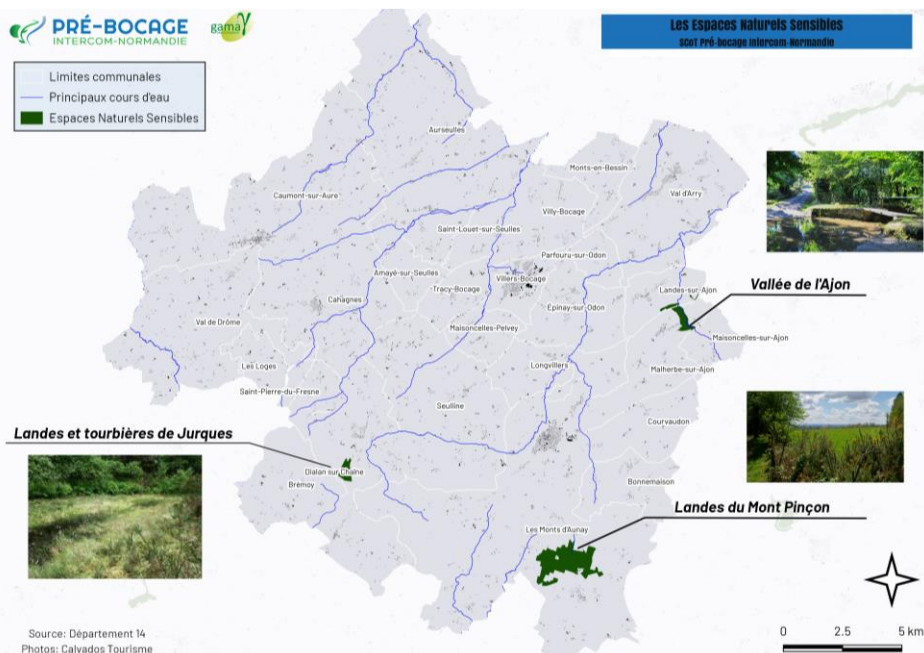 PRÉ-BOCAGE
INTERCOM-NORMANDIE
gama
Les Espaces Naturels Sensibles
SCoT Pré-bocage Intercom-Normandie
Limites communales
Principaux cours d'eau
Espaces Naturels Sensibles
Aurseulles
Monts-en-Bessin
Caumont-sur-Aure
Val d'Arry
Villy-Bocage
Saint-Louet-sur-Seulles
Parfouru-sur-Odon
Amayé-sur-Seulles
Villers-Bocage
Tracy-Bocage
Landes-sur-Ajon
Vallée de l'Ajon
Cahagnes
Épinay-sur-Odon
Val de Drôme
Maisoncelles-Pelvey
Maisoncelles-sur-Ajon
Les Loges
Longvillers
Malherbe-sur-Ajon
Saint-Pierre-du-Fresne
Seulline
Courvaudon
Landes et tourbières de Jurques
Dialan sur Chaîne
Brémoy
Bonnemaison
Landes du Mont Pinçon
Les Monts d'Aunay
Source: Département 14
Photos: Calvados Tourisme
0 2.5 5 km